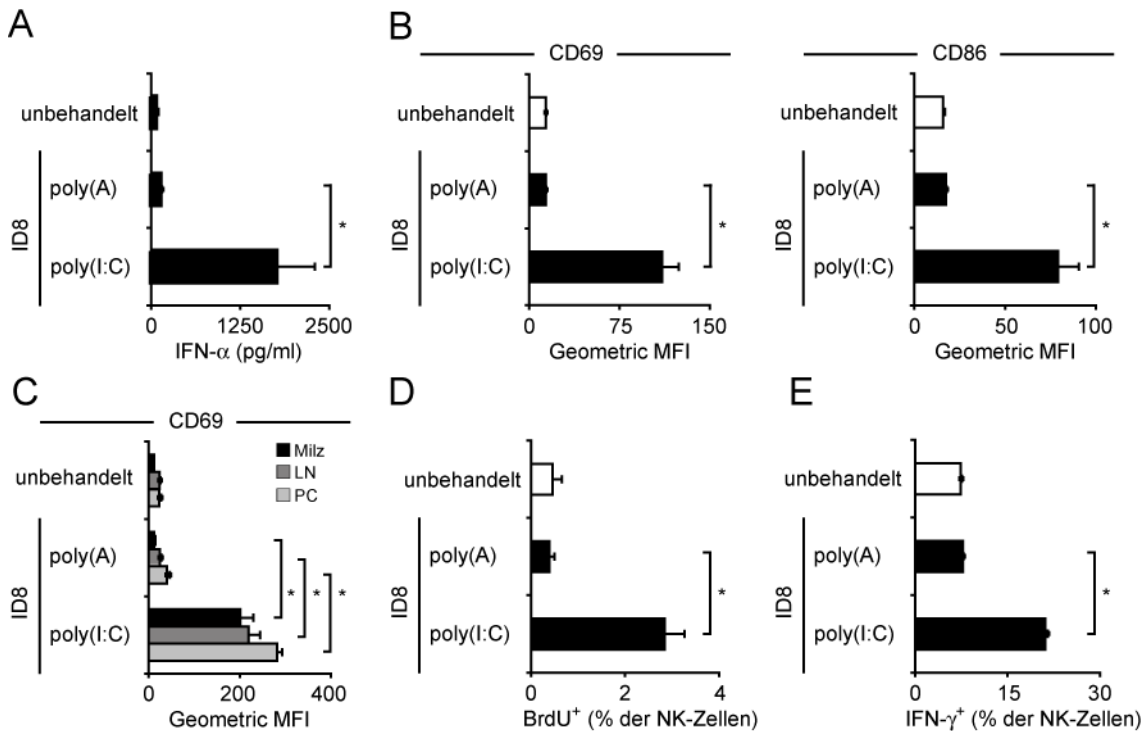 A
unbehandelt
ID8
poly(A)
poly(I:C)
*
0 1250 2500
IFN-α (pg/ml)
B
CD69
unbehandelt
ID8
poly(A)
poly(I:C)
*
0 75 150
Geometric MFI
CD86
unbehandelt
ID8
poly(A)
poly(I:C)
*
0 50 100
Geometric MFI
C
CD69
Milz
LN
PC
unbehandelt
ID8
poly(A)
poly(I:C)
* * *
0 200 400
Geometric MFI
D
unbehandelt
ID8
poly(A)
poly(I:C)
*
0 2 4
BrdU⁺ (% der NK-Zellen)
E
unbehandelt
ID8
poly(A)
poly(I:C)
*
0 15 30
IFN-γ⁺ (% der NK-Zellen)